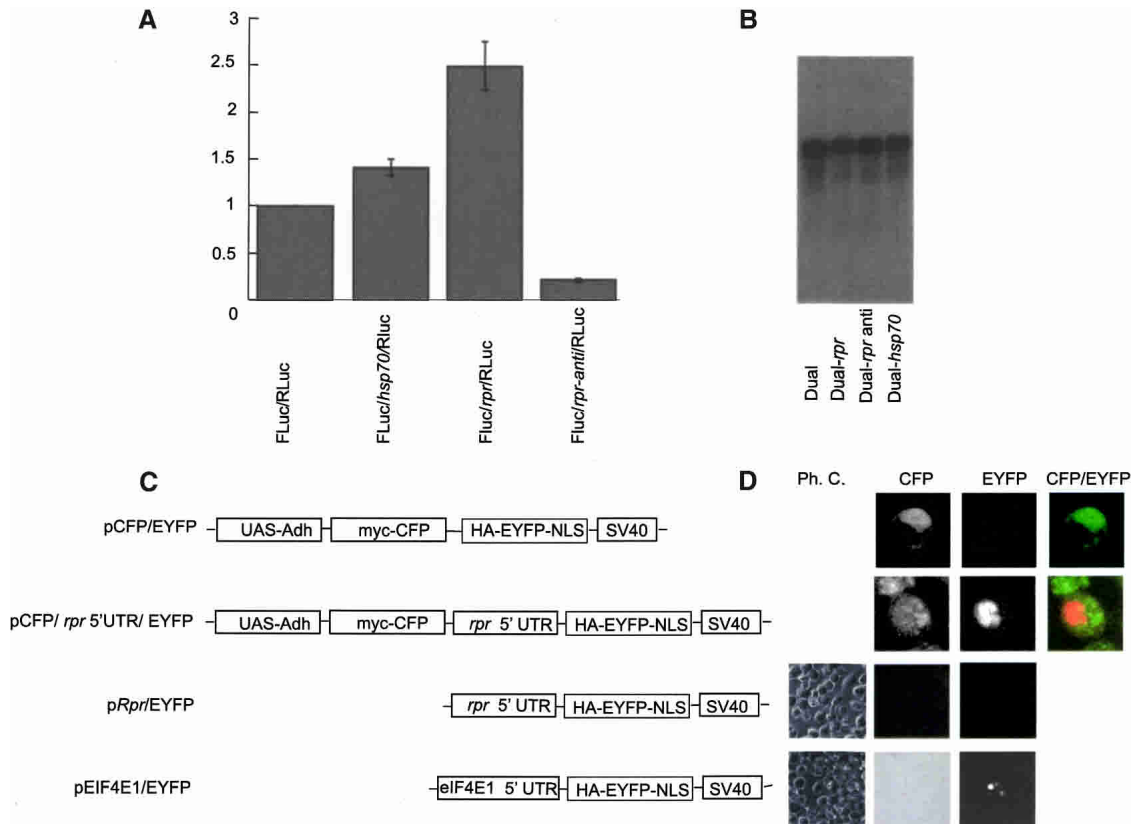 A
3
2.5
2
1.5
1
0.5
0
FLuc/RLuc
FLuc/hsp70/Rluc
Fluc/rpr/RLuc
Fluc/rpr-anti/RLuc
B
Dual
Dual-rpr
Dual-rpr anti
Dual-hsp70
C
pCFP/EYFP
UAS-Adh
myc-CFP
HA-EYFP-NLS
SV40
pCFP/ rpr 5'UTR/ EYFP
UAS-Adh
myc-CFP
rpr 5' UTR
HA-EYFP-NLS
SV40
pRpr/EYFP
rpr 5' UTR
HA-EYFP-NLS
SV40
pEIF4E1/EYFP
eIF4E1 5' UTR
HA-EYFP-NLS
SV40
D
Ph. C.
CFP
EYFP
CFP/EYFP